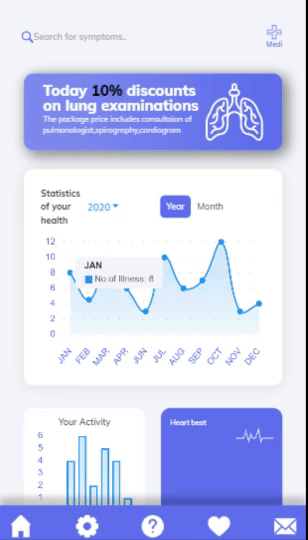 Search for symptoms..
Medi
Today 10% discounts
on lung examinations
The package price includes consultaion of
pulmonologist,spirography,cardiogram
Statistics
of your
health
2020
Year
Month
12
10
8
6
4
2
0
JAN
No.of Illness: 8
JAN
FEB
MAR
APR
JUN
JUL
AUG
SEP
OCT
NOV
DEC
Your Activity
6
5
4
3
2
1
Heart beat